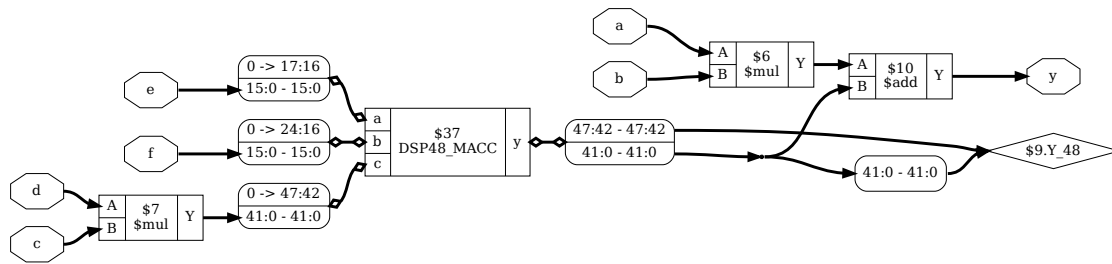 a
b
A
B
$6
$mul
Y
A
B
$10
$add
Y
y
e
0 -> 17:16
15:0 - 15:0
f
0 -> 24:16
15:0 - 15:0
a
b
c
$37
DSP48_MACC
y
47:42 - 47:42
41:0 - 41:0
41:0 - 41:0
$9.Y_48
d
c
A
B
$7
$mul
Y
0 -> 47:42
41:0 - 41:0